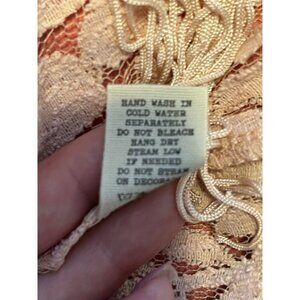 HAND WASH IN
COLD WATER
SEPARATELY
DO NOT BLEACH
HANG DRY
STEAM LOW
IF NEEDED
DO NOT STEAM
ON